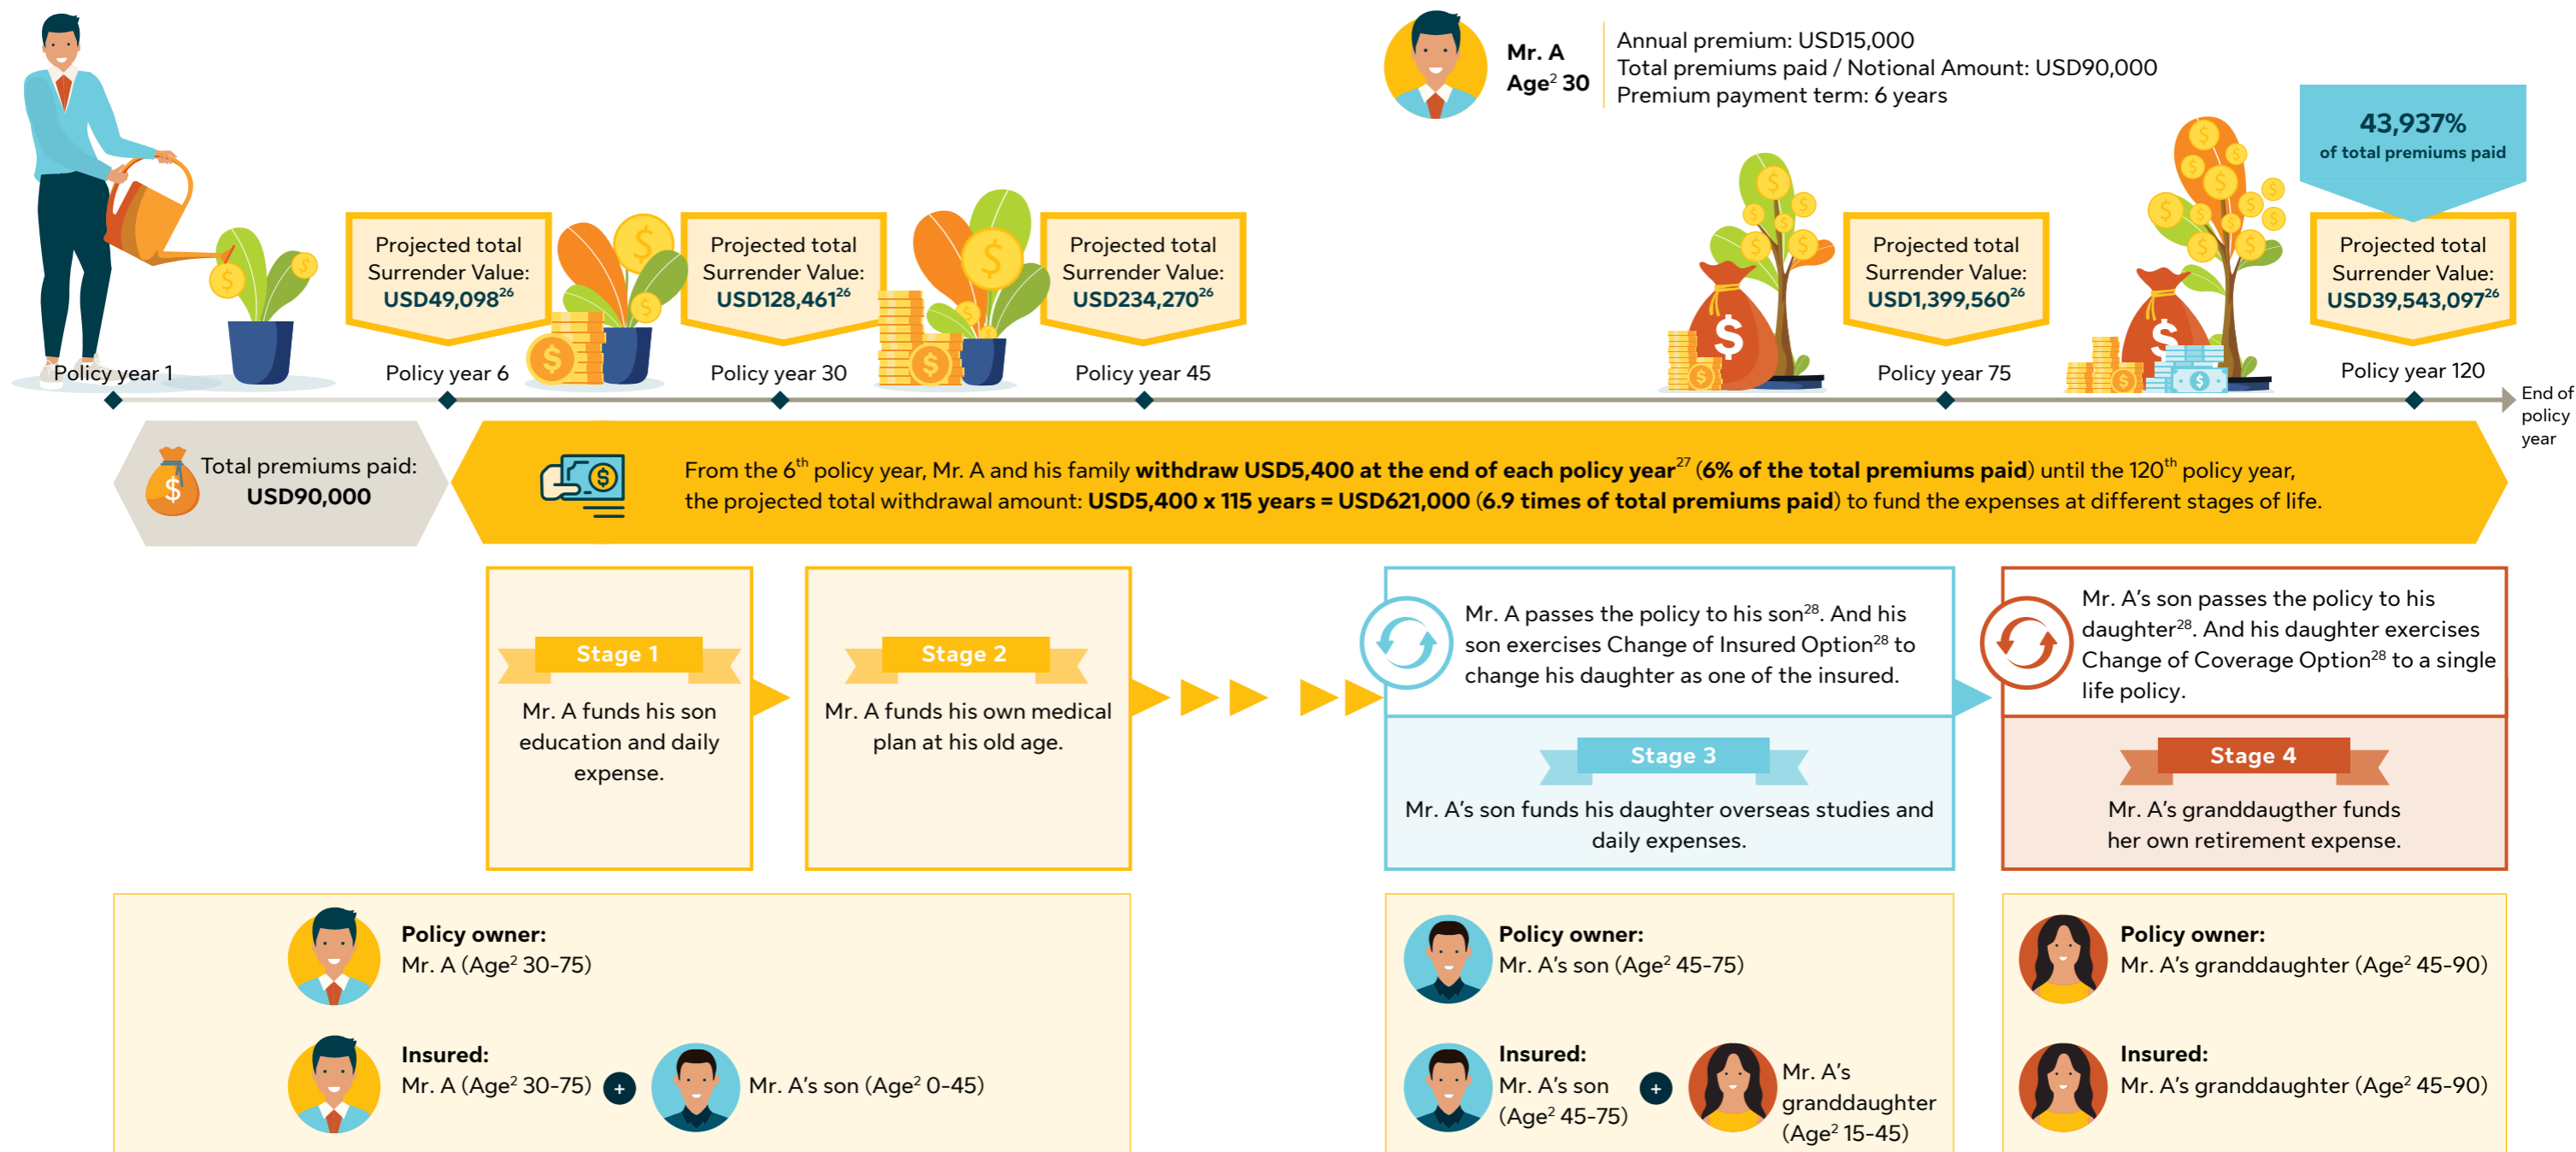 Mr. A
Age² 30
Annual premium: USD15,000
Total premiums paid / Notional Amount: USD90,000
Premium payment term: 6 years
43,937%
of total premiums paid
Projected total
Surrender Value:
USD49,098²⁶
Projected total
Surrender Value:
USD128,461²⁶
Projected total
Surrender Value:
USD234,270²⁶
Projected total
Surrender Value:
USD1,399,560²⁶
Projected total
Surrender Value:
USD39,543,097²⁶
Policy year 1
Policy year 6
Policy year 30
Policy year 45
Policy year 75
Policy year 120
End of
policy
year
Total premiums paid:
USD90,000
From the 6th policy year, Mr. A and his family withdraw USD5,400 at the end of each policy year²⁷ (6% of the total premiums paid) until the 120th policy year,
the projected total withdrawal amount: USD5,400 x 115 years = USD621,000 (6.9 times of total premiums paid) to fund the expenses at different stages of life.
Stage 1
Mr. A funds his son
education and daily
expense.
Stage 2
Mr. A funds his own medical
plan at his old age.
Mr. A passes the policy to his son²⁸. And his
son exercises Change of Insured Option²⁸ to
change his daughter as one of the insured.
Stage 3
Mr. A's son funds his daughter overseas studies and
daily expenses.
Mr. A's son passes the policy to his
daughter²⁸. And his daughter exercises
Change of Coverage Option²⁸ to a single
life policy.
Stage 4
Mr. A's granddaugther funds
her own retirement expense.
Policy owner:
Mr. A (Age² 30-75)
Insured:
Mr. A (Age² 30-75)
+
Mr. A's son (Age² 0-45)
Policy owner:
Mr. A's son (Age² 45-75)
Insured:
Mr. A's son
(Age² 45-75)
+
Mr. A's
granddaughter
(Age² 15-45)
Policy owner:
Mr. A's granddaughter (Age² 45-90)
Insured:
Mr. A's granddaughter (Age² 45-90)